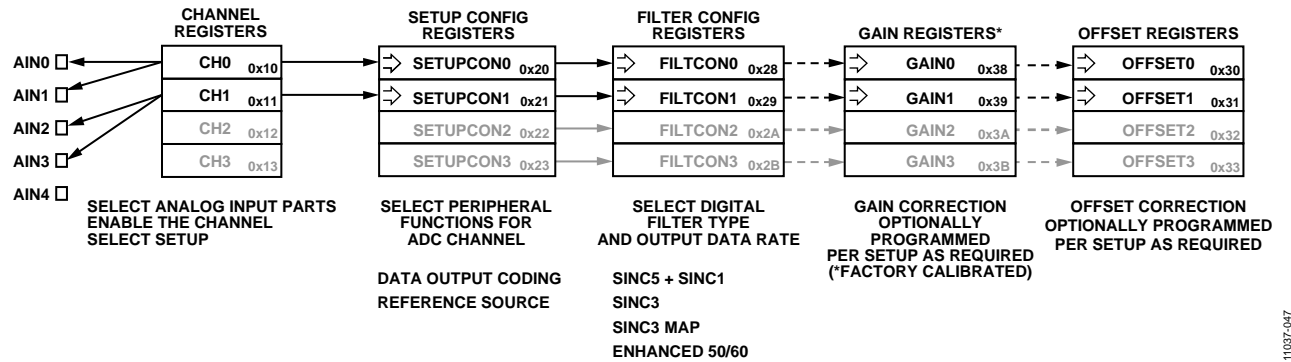 CHANNEL
REGISTERS
SETUP CONFIG
REGISTERS
FILTER CONFIG
REGISTERS
GAIN REGISTERS*
OFFSET REGISTERS
AIN0
AIN1
AIN2
AIN3
AIN4
CH0 0x10
CH1 0x11
CH2 0x12
CH3 0x13
SETUPCON0 0x20
SETUPCON1 0x21
SETUPCON2 0x22
SETUPCON3 0x23
FILTCON0 0x28
FILTCON1 0x29
FILTCON2 0x2A
FILTCON3 0x2B
GAIN0 0x38
GAIN1 0x39
GAIN2 0x3A
GAIN3 0x3B
OFFSET0 0x30
OFFSET1 0x31
OFFSET2 0x32
OFFSET3 0x33
SELECT ANALOG INPUT PARTS
ENABLE THE CHANNEL
SELECT SETUP
SELECT PERIPHERAL
FUNCTIONS FOR
ADC CHANNEL
DATA OUTPUT CODING
REFERENCE SOURCE
SELECT DIGITAL
FILTER TYPE
AND OUTPUT DATA RATE
SINC5 + SINC1
SINC3
SINC3 MAP
ENHANCED 50/60
GAIN CORRECTION
OPTIONALLY
PROGRAMMED
PER SETUP AS REQUIRED
(*FACTORY CALIBRATED)
OFFSET CORRECTION
OPTIONALLY PROGRAMMED
PER SETUP AS REQUIRED
11037-047